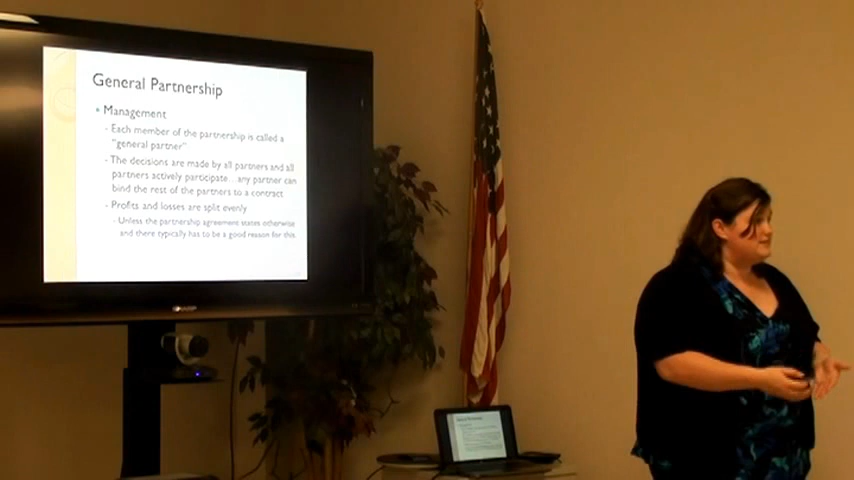 General Partnership
• Management
- Each member of the partnership is called a
"general partner"
- The decisions are made by all partners and all
partners actively participate…any partner can
bind the rest of the partners to a contract
- Profits and losses are split evenly
- Unless the partnership agreement states otherwise
and there typically has to be a good reason for this